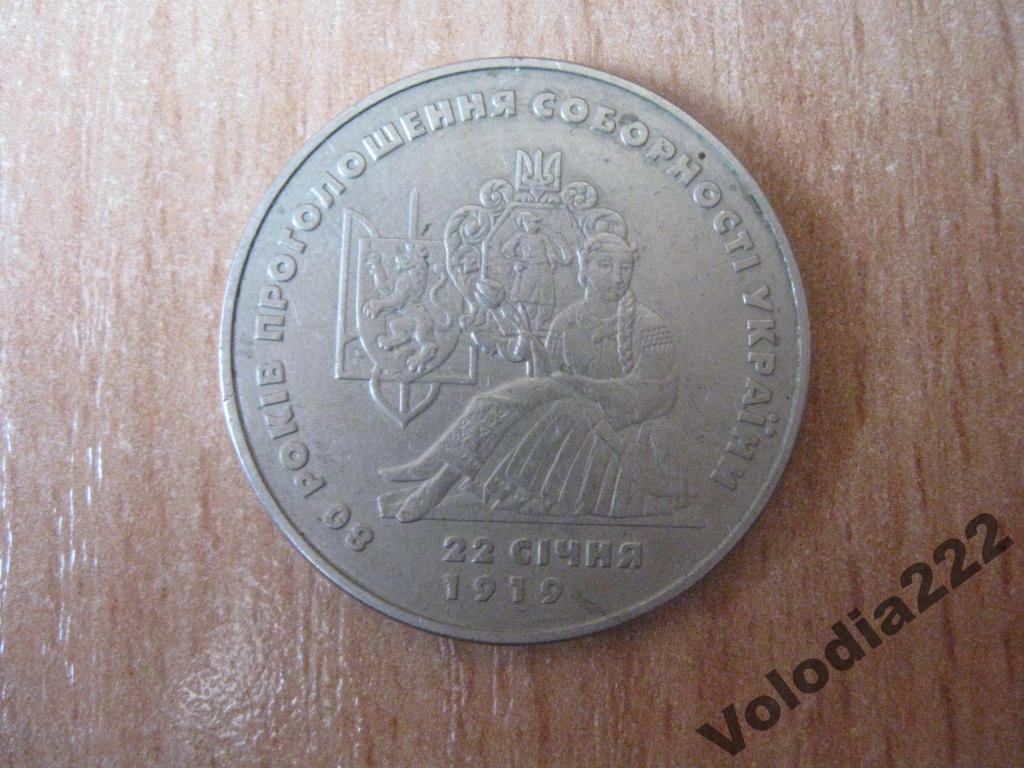 80 РОКІВ ПРОГОЛОШЕННЯ СОБОРНОСТІ УКРАЇНИ
22 СІЧНЯ
1919
Volodia222